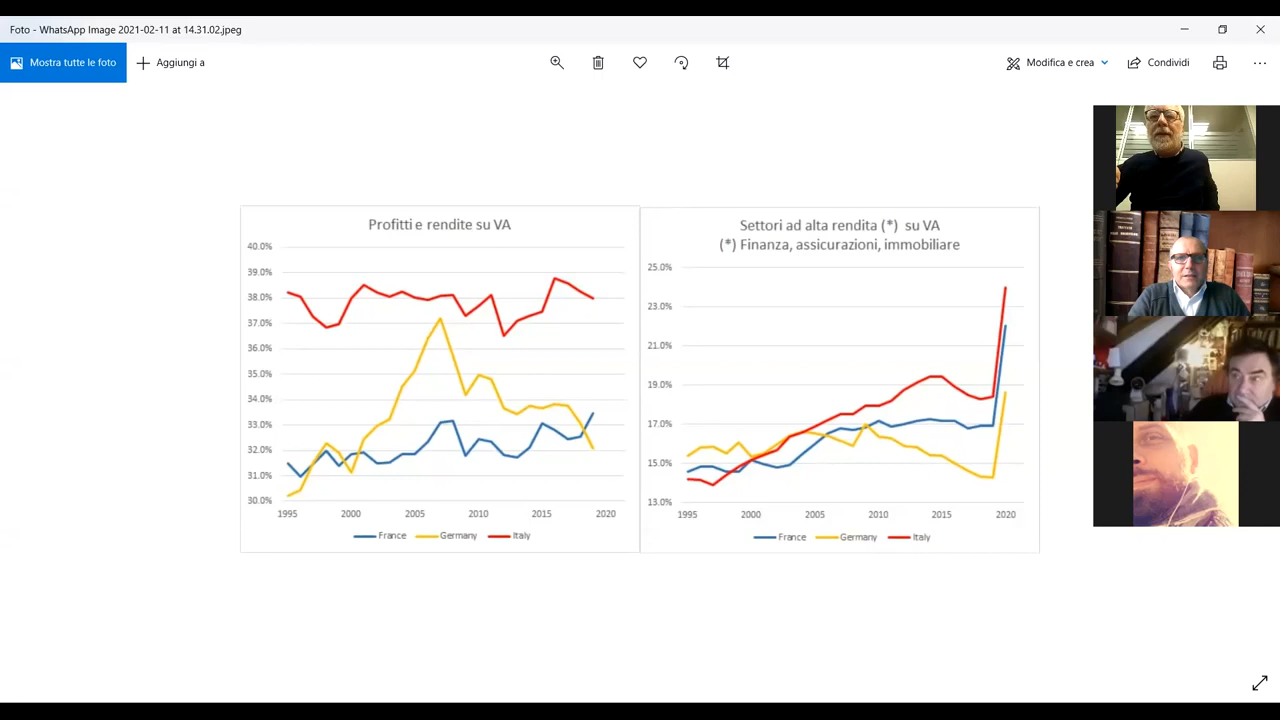 Foto - WhatsApp Image 2021-02-11 at 14.31.02.jpeg
Mostra tutte le foto
Aggiungi a
Modifica e crea
Condividi
Profitti e rendite su VA
40.0%
39.0%
38.0%
37.0%
36.0%
35.0%
34.0%
33.0%
32.0%
31.0%
30.0%
1995 2000 2005 2010 2015 2020
France Germany Italy
Settori ad alta rendita (*) su VA
(*) Finanza, assicurazioni, immobiliare
25.0%
23.0%
21.0%
19.0%
17.0%
15.0%
13.0%
1995 2000 2005 2010 2015 2020
France Germany Italy